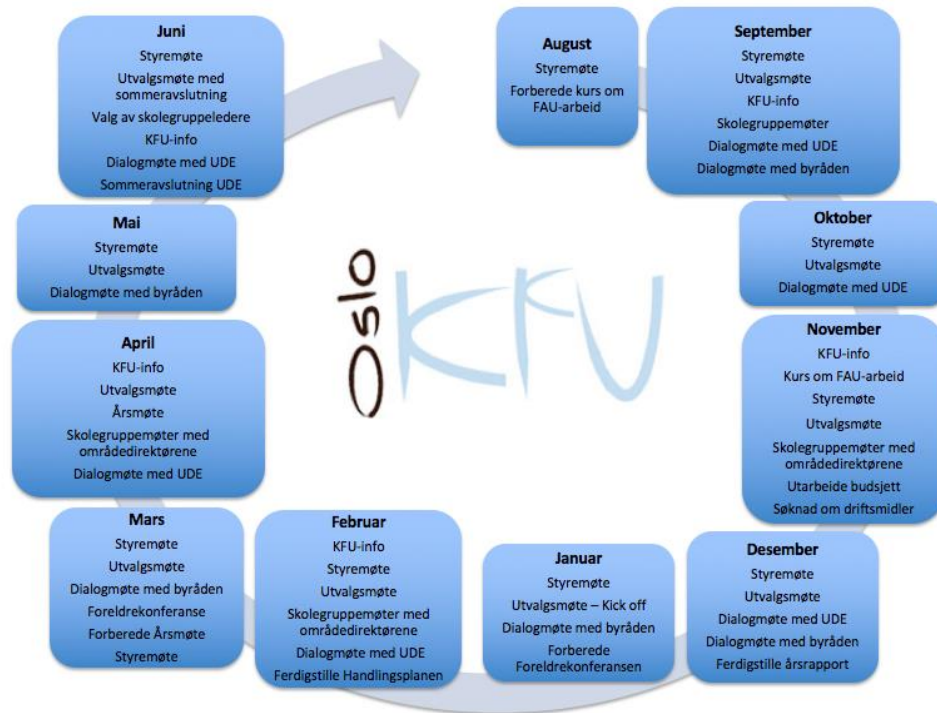 August
Styremøte
Forberede kurs om
FAU-arbeid
September
Styremøte
Utvalgsmøte
KFU-info
Skolegruppemøter
Dialogmøte med UDE
Dialogmøte med byråden
Oktober
Styremøte
Utvalgsmøte
Dialogmøte med UDE
November
KFU-info
Kurs om FAU-arbeid
Styremøte
Utvalgsmøte
Skolegruppemøter med
områdedirektørene
Utarbeide budsjett
Søknad om driftsmidler
Desember
Styremøte
Utvalgsmøte
Dialogmøte med UDE
Dialogmøte med byråden
Ferdigstille årsrapport
Januar
Styremøte
Utvalgsmøte – Kick off
Dialogmøte med byråden
Forberede
Foreldrekonferansen
Februar
KFU-info
Styremøte
Utvalgsmøte
Skolegruppemøter med
områdedirektørene
Dialogmøte med UDE
Ferdigstille Handlingsplanen
Mars
Styremøte
Utvalgsmøte
Dialogmøte med byråden
Foreldrekonferanse
Forberede Årsmøte
Styremøte
April
KFU-info
Utvalgsmøte
Årsmøte
Skolegruppemøter med
områdedirektørene
Dialogmøte med UDE
Mai
Styremøte
Utvalgsmøte
Dialogmøte med byråden
Juni
Styremøte
Utvalgsmøte med
sommeravslutning
Valg av skolegruppeledere
KFU-info
Dialogmøte med UDE
Sommeravslutning UDE
Oslo
KFU